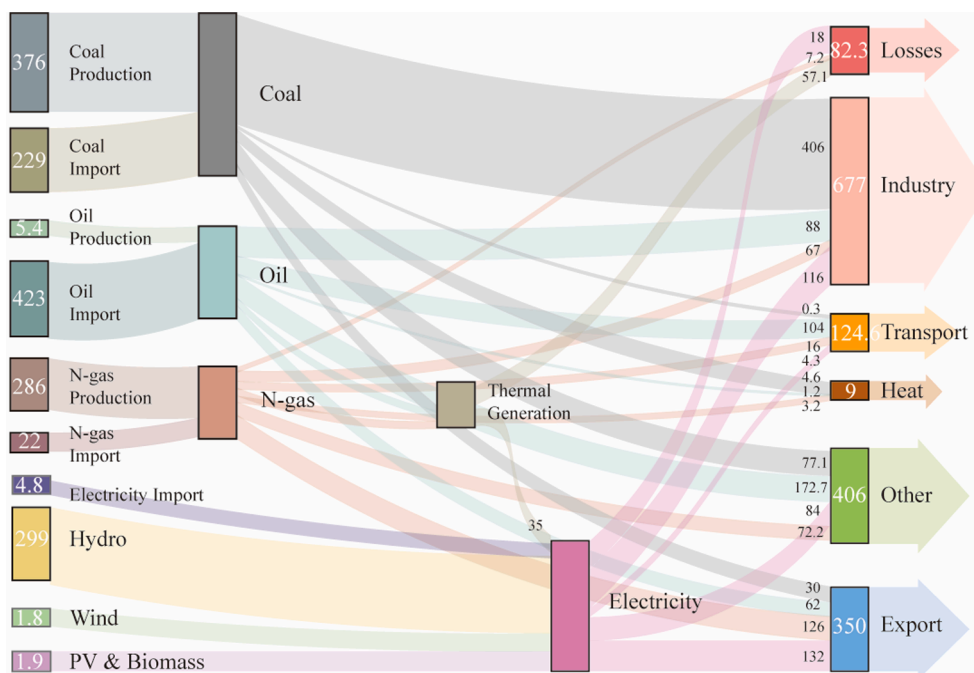 376
Coal
Production
229
Coal
Import
5.4
Oil
Production
423
Oil
Import
286
N-gas
Production
22
N-gas
Import
4.8
Electricity Import
299
Hydro
1.8
Wind
1.9
PV & Biomass
Coal
Oil
N-gas
Thermal
Generation
35
Electricity
18
7.2
57.1
82.3
Losses
406
88
67
116
677
Industry
0.3
104
16
4.3
124.6
Transport
4.6
1.2
3.2
9
Heat
77.1
172.7
84
72.2
406
Other
30
62
126
132
350
Export